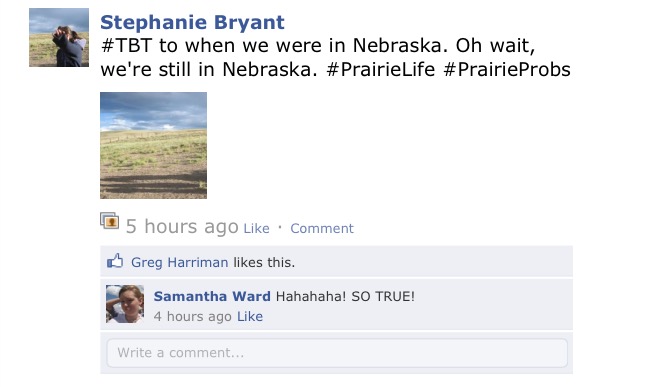 Stephanie Bryant
#TBT to when we were in Nebraska. Oh wait,
we're still in Nebraska. #PrairieLife #PrairieProbs
5 hours ago Like · Comment
Greg Harriman likes this.
Samantha Ward Hahahaha! SO TRUE!
4 hours ago Like
Write a comment...